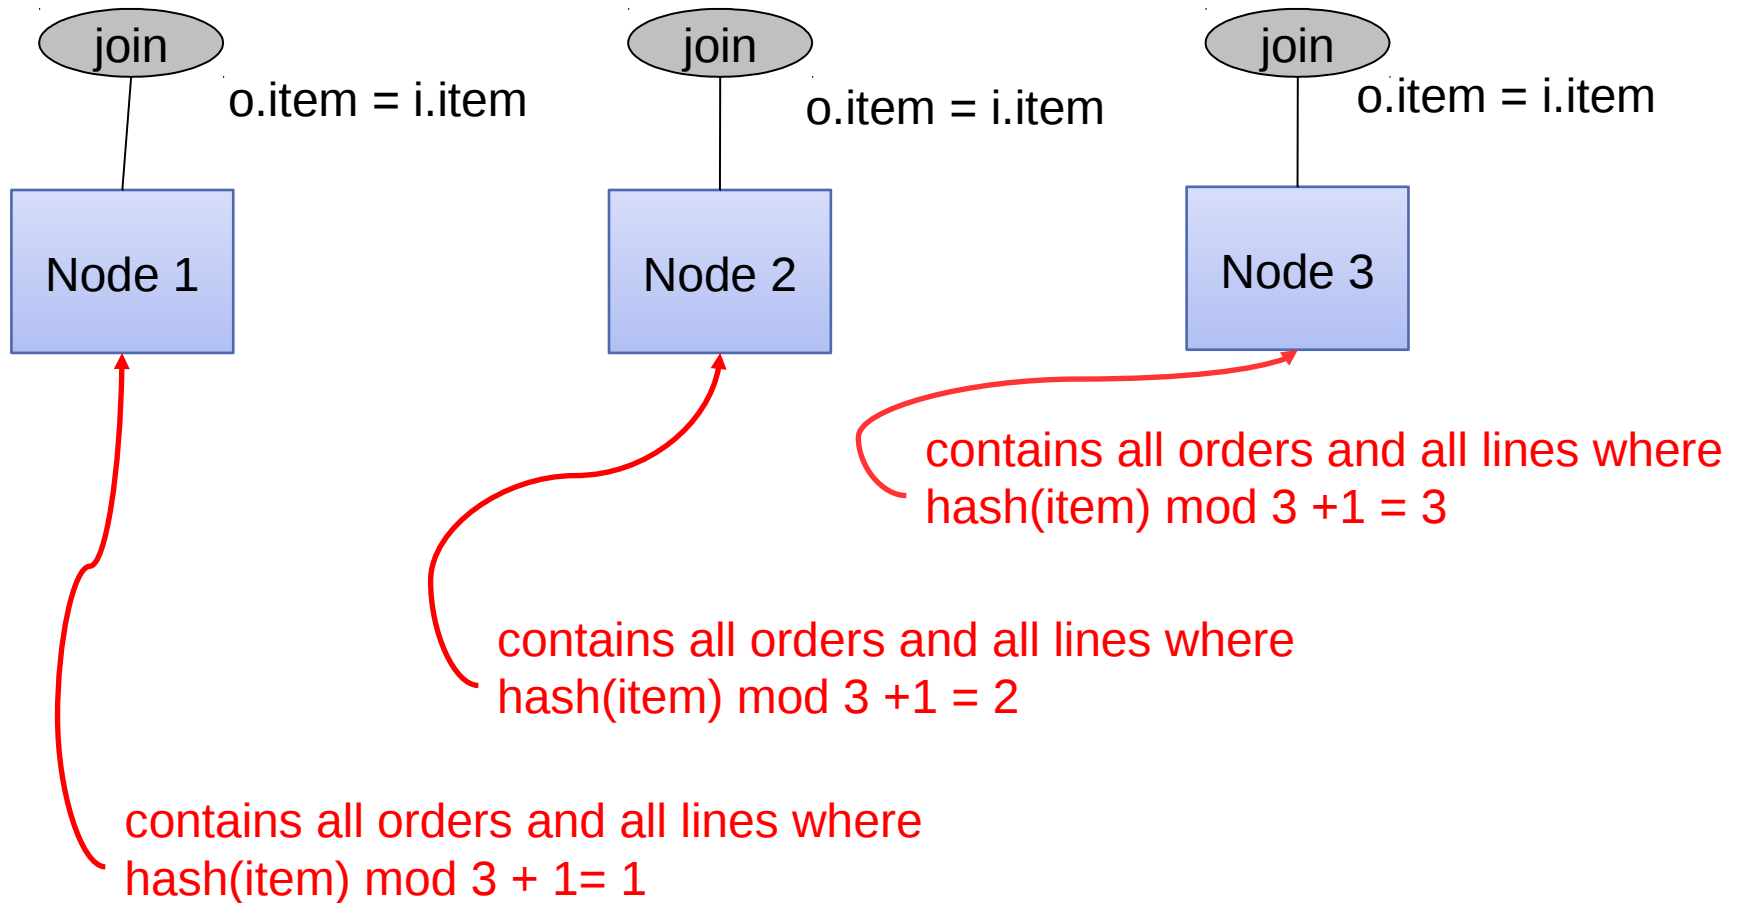 join
o.item = i.item
join
o.item = i.item
join
o.item = i.item
Node 1
Node 2
Node 3
contains all orders and all lines where
hash(item) mod 3 +1 = 3
contains all orders and all lines where
hash(item) mod 3 +1 = 2
contains all orders and all lines where
hash(item) mod 3 + 1= 1